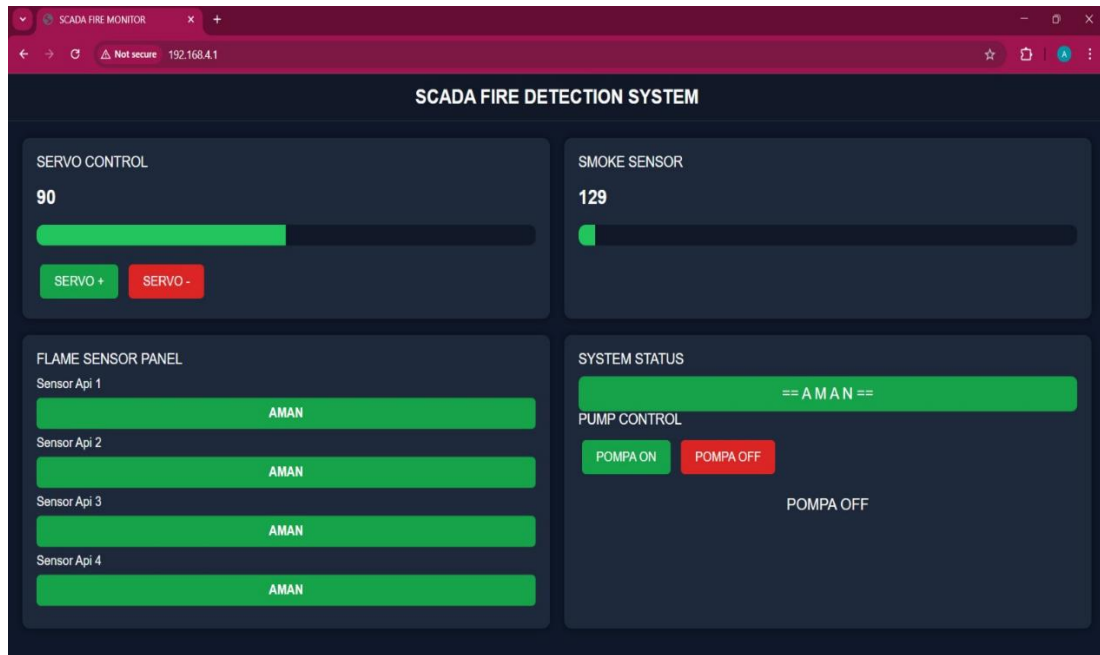 SCADA FIRE MONITOR
Not secure 192.168.4.1
A
SCADA FIRE DETECTION SYSTEM
SERVO CONTROL
90
SERVO +
SERVO -
SMOKE SENSOR
129
FLAME SENSOR PANEL
Sensor Api 1
AMAN
Sensor Api 2
AMAN
Sensor Api 3
AMAN
Sensor Api 4
AMAN
SYSTEM STATUS
== A M A N ==
PUMP CONTROL
POMPA ON
POMPA OFF
POMPA OFF